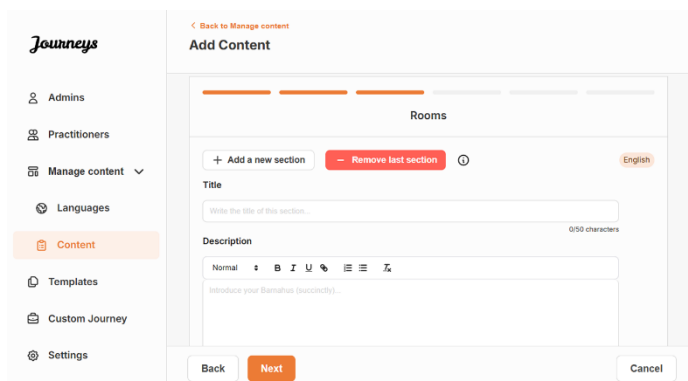 Journeys
Admins
Practitioners
Manage content
Languages
Content
Templates
Custom Journey
Settings
Back to Manage content
Add Content
Rooms
+ Add a new section
− Remove last section
English
Title
Write the title of this section...
0/50 characters
Description
Normal B I U
Introduce your Barnahus (succinctly)...
Back
Next
Cancel